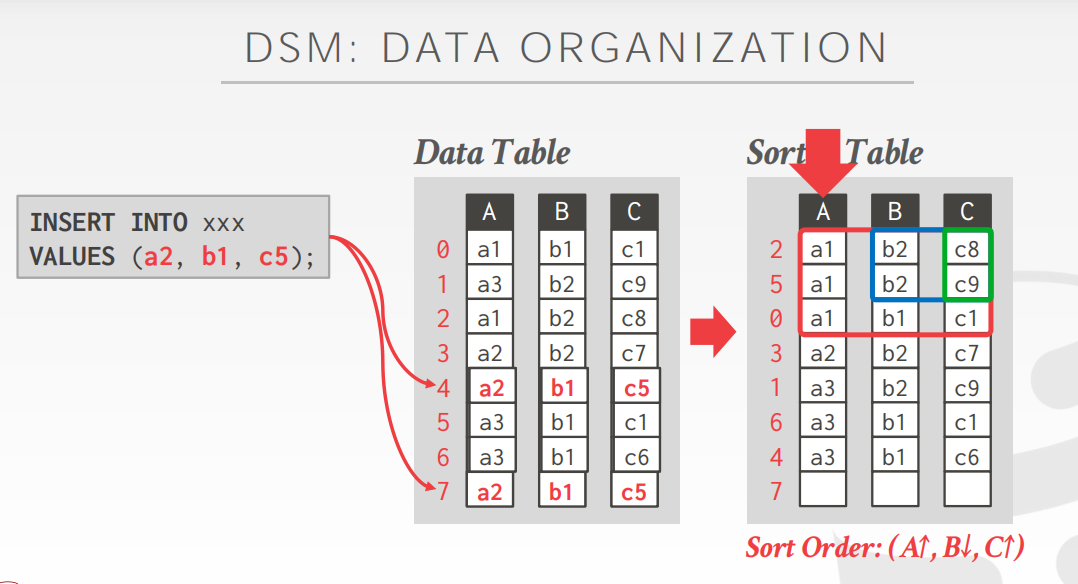 DSM: DATA ORGANIZATION
INSERT INTO xxx
VALUES (a2, b1, c5);
Data Table
A B C
0 a1 b1 c1
1 a3 b2 c9
2 a1 b2 c8
3 a2 b2 c7
4 a2 b1 c5
5 a3 b1 c1
6 a3 b1 c6
7 a2 b1 c5
Sort Table
A B C
2 a1 b2 c8
5 a1 b2 c9
0 a1 b1 c1
3 a2 b2 c7
1 a3 b2 c9
6 a3 b1 c1
4 a3 b1 c6
7
Sort Order: (A↑, B↓, C↑)